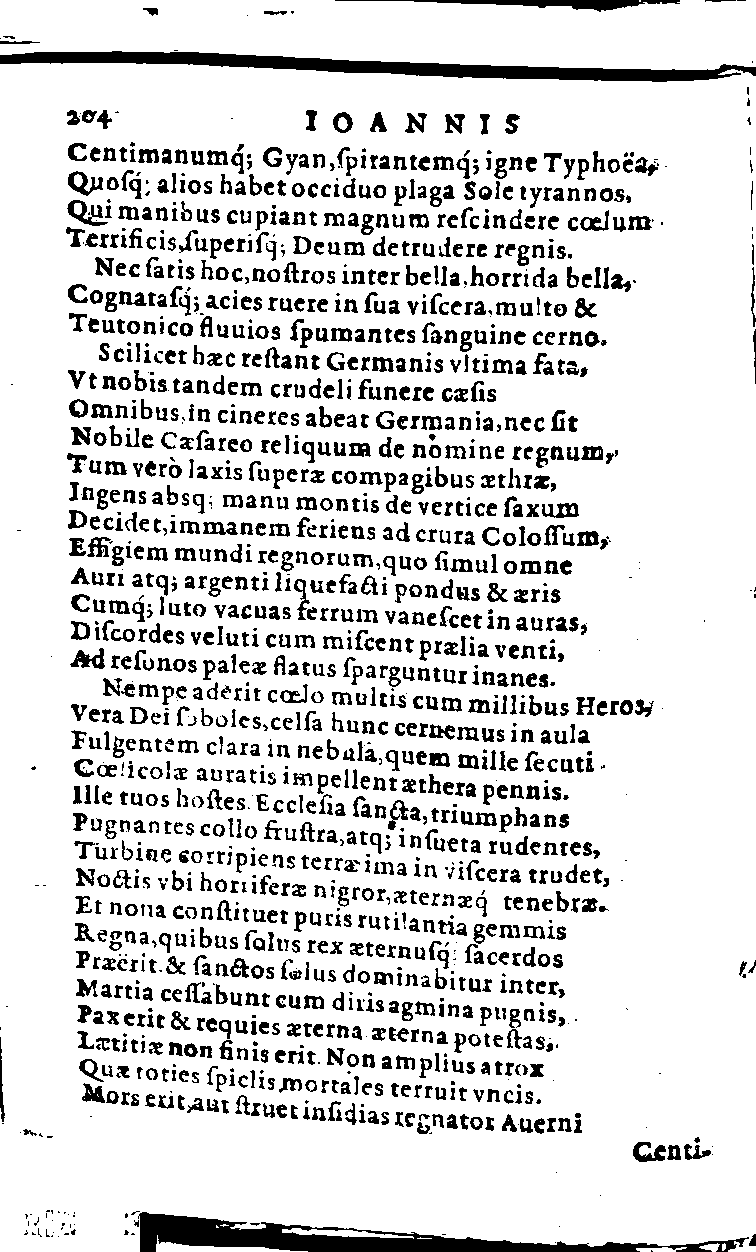 204 IOANNIS
Centimanumq́; Gyan,ſpirantemq́; igne Typhoëa,
Quoſq́; alios habet occiduo plaga Sole tyrannos,
Qui manibus cupiant magnum reſcindere cœlum
Terrificis,ſuperiſq́; Deum detrudere regnis.
Nec ſatis hoc,noſtros inter bella,horrida bella,
Cognataſq́; acies ruere in ſua viſcera,multo &
Teutonico fluuios ſpumantes ſanguine cerno.
Scilicet hæc reſtant Germanis vltima fata,
Vt nobis tandem crudeli funere cæſis
Omnibus,in cineres abeat Germania,nec ſit
Nobile Cæſareo reliquum de nomine regnum,
Tum verò laxis ſuperæ compagibus æthræ,
Ingens absq; manu montis de vertice ſaxum
Decidet,immanem feriens ad crura Coloſſum,
Effigiem mundi regnorum,quo ſimul omne
Auri atq; argenti liquefacti pondus & æris
Cumq́; luto vacuas ferrum vaneſcet in auras,
Diſcordes veluti cum miſcent prælia venti,
Ad reſonos paleæ flatus ſparguntur inanes.
Nempe aderit cœlo multis cum millibus Heros,
Vera Dei ſoboles,celſa hunc cernemus in aula
Fulgentem clara in nebula,quem mille ſecuti
Cœlicolæ auratis impellent æthera pennis.
Ille tuos hoſtes. Eccleſia ſancta,triumphans
Pugnantes collo fruſtra,atq; inſueta rudentes,
Turbine corripiens terræ ima in viſcera trudet,
Noctis vbi horriferæ nigror,æternæq́ tenebræ.
Et noua conſtituet puris rutilantia gemmis
Regna,quibus ſolus rex æternuſq́; ſacerdos
Præërit.& ſanctos ſolus dominabitur inter,
Martia ceſſabunt cum diris agmina pugnis,
Pax erit & requies æterna æterna poteſtas,
Lætitiæ non finis erit. Non amplius atrox
Quæ toties ſpiclis mortales terruit vncis.
Mors erit,aut ſtruet inſidias regnator Auerni
Centi-